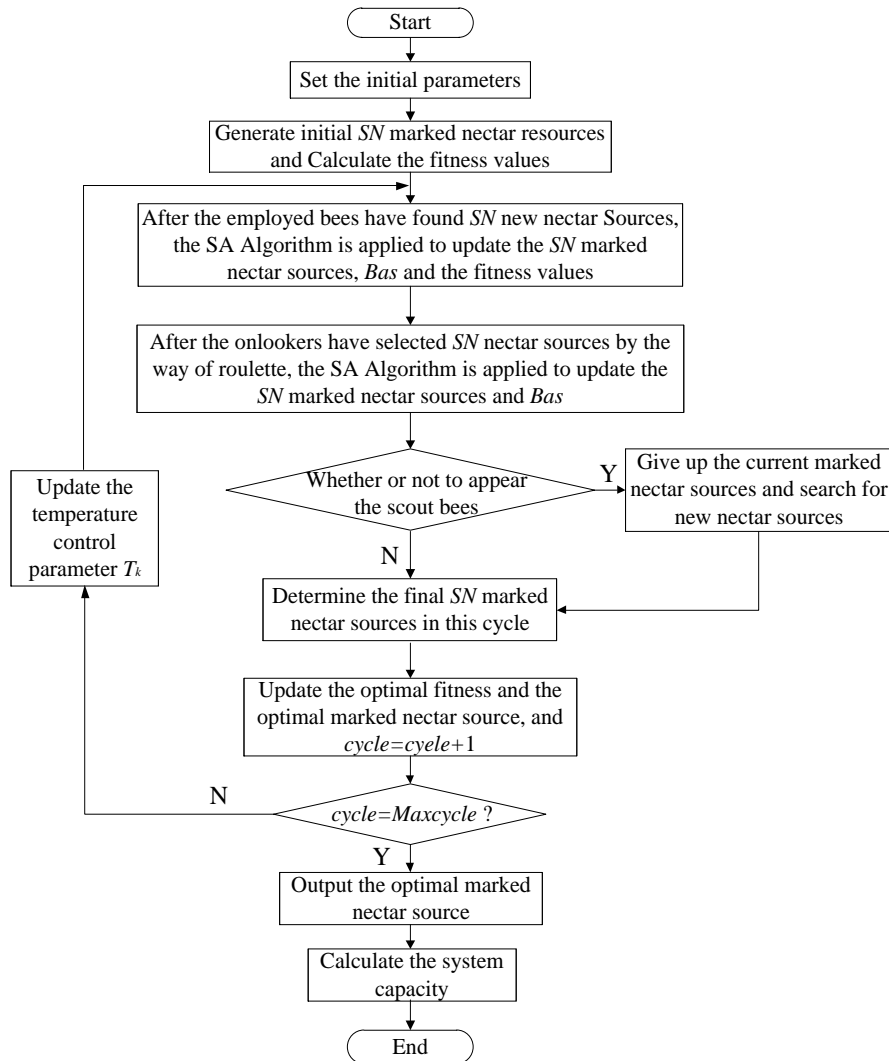 Start
Set the initial parameters
Generate initial SN marked nectar resources
and Calculate the fitness values
After the employed bees have found SN new nectar Sources,
the SA Algorithm is applied to update the SN marked
nectar sources, Bas and the fitness values
After the onlookers have selected SN nectar sources by the
way of roulette, the SA Algorithm is applied to update the
SN marked nectar sources and Bas
Whether or not to appear
the scout bees
Y
Give up the current marked
nectar sources and search for
new nectar sources
N
Update the
temperature
control
parameter Tk
Determine the final SN marked
nectar sources in this cycle
Update the optimal fitness and the
optimal marked nectar source, and
cycle=cyele+1
N
cycle=Maxcycle ?
Y
Output the optimal marked
nectar source
Calculate the system
capacity
End